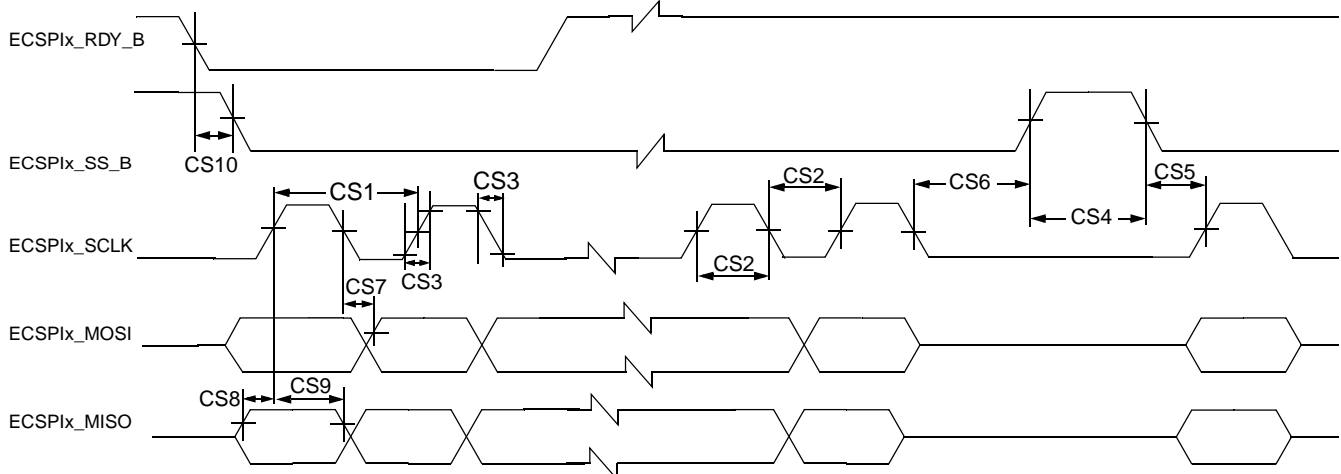 ECSPIx_RDY_B
CS10
ECSPIx_SS_B
CS1
CS3
CS2
CS6
CS5
CS4
ECSPIx_SCLK
CS3
CS2
CS7
ECSPIx_MOSI
CS8
CS9
ECSPIx_MISO